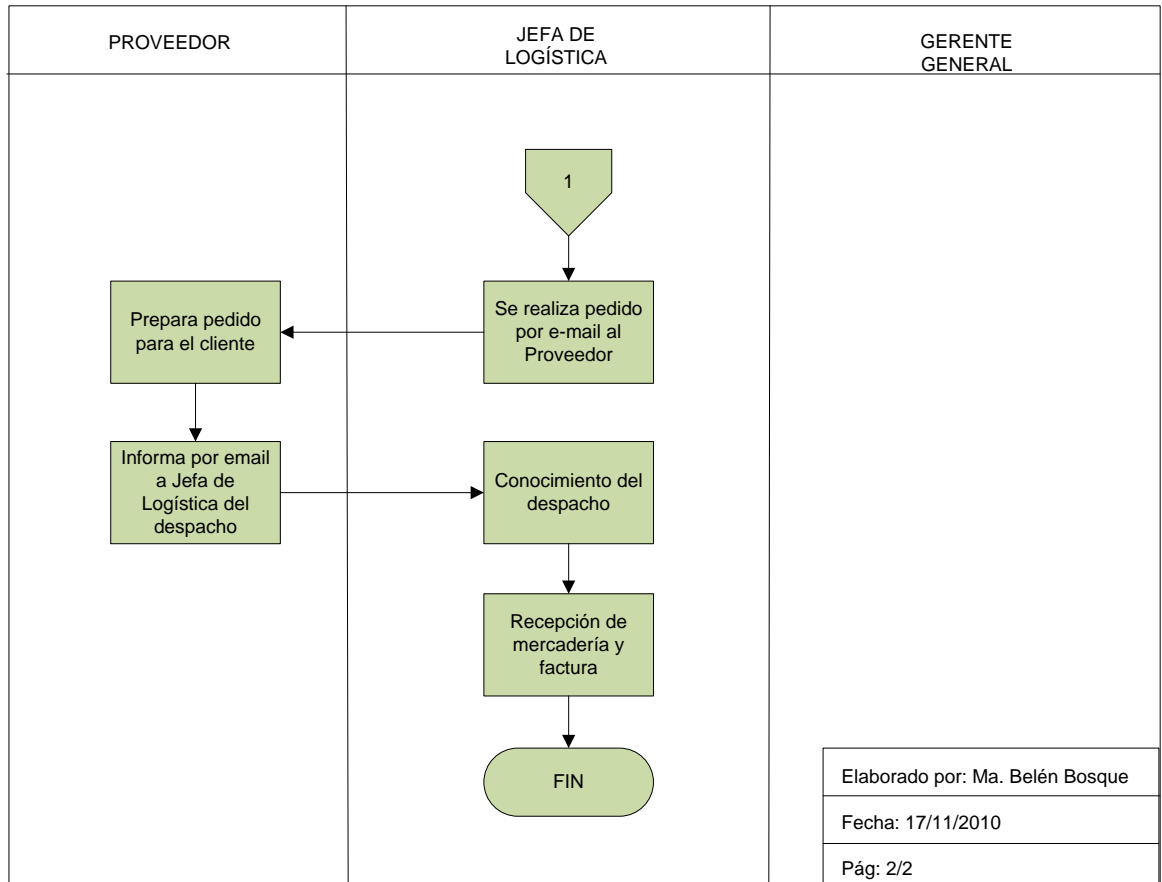 PROVEEDOR
JEFA DE
LOGÍSTICA
GERENTE
GENERAL
1
Se realiza pedido
por e-mail al
Proveedor
Prepara pedido
para el cliente
Informa por email
a Jefa de
Logística del
despacho
Conocimiento del
despacho
Recepción de
mercadería y
factura
FIN
Elaborado por: Ma. Belén Bosque
Fecha: 17/11/2010
Pág: 2/2